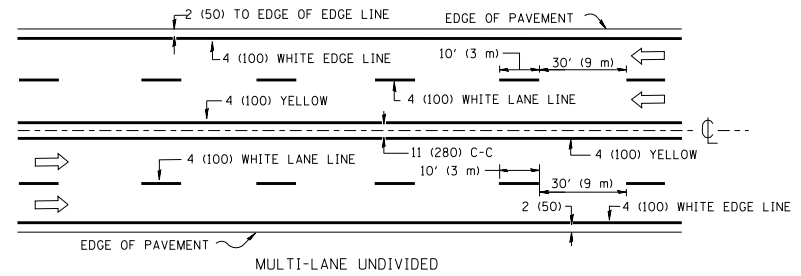 2 (50) TO EDGE OF EDGE LINE
EDGE OF PAVEMENT
4 (100) WHITE EDGE LINE
10' (3 m)
30' (9 m)
4 (100) YELLOW
4 (100) WHITE LANE LINE
℄
4 (100) WHITE LANE LINE
11 (280) C-C
4 (100) YELLOW
10' (3 m)
30' (9 m)
2 (50)
4 (100) WHITE EDGE LINE
EDGE OF PAVEMENT
MULTI-LANE UNDIVIDED